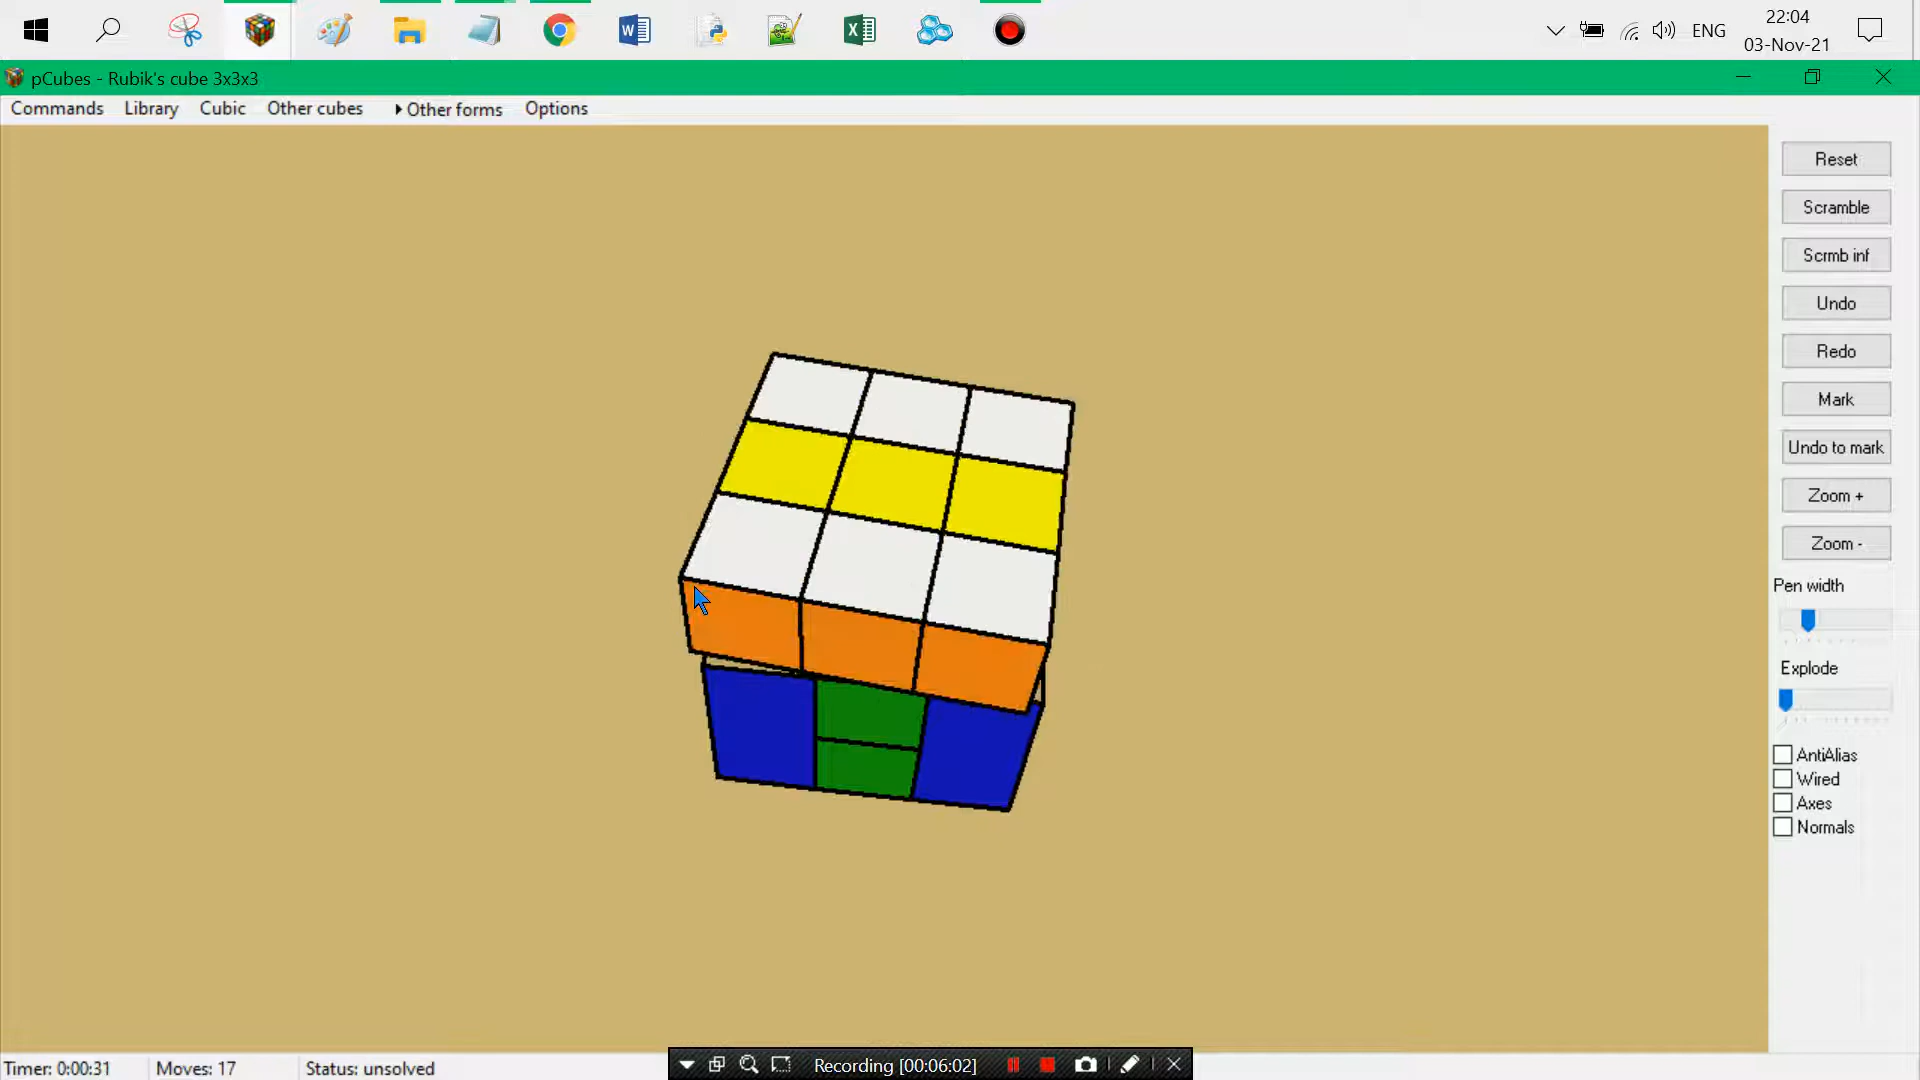 ENG
22:04
03-Nov-21
pCubes - Rubik's cube 3x3x3
Commands Library Cubic Other cubes Other forms Options
Reset
Scramble
Scrmb inf
Undo
Redo
Mark
Undo to mark
Zoom +
Zoom -
Pen width
Explode
AntiAlias
Wired
Axes
Normals
Timer: 0:00:31 Moves: 17 Status: unsolved
Recording [00:06:02]